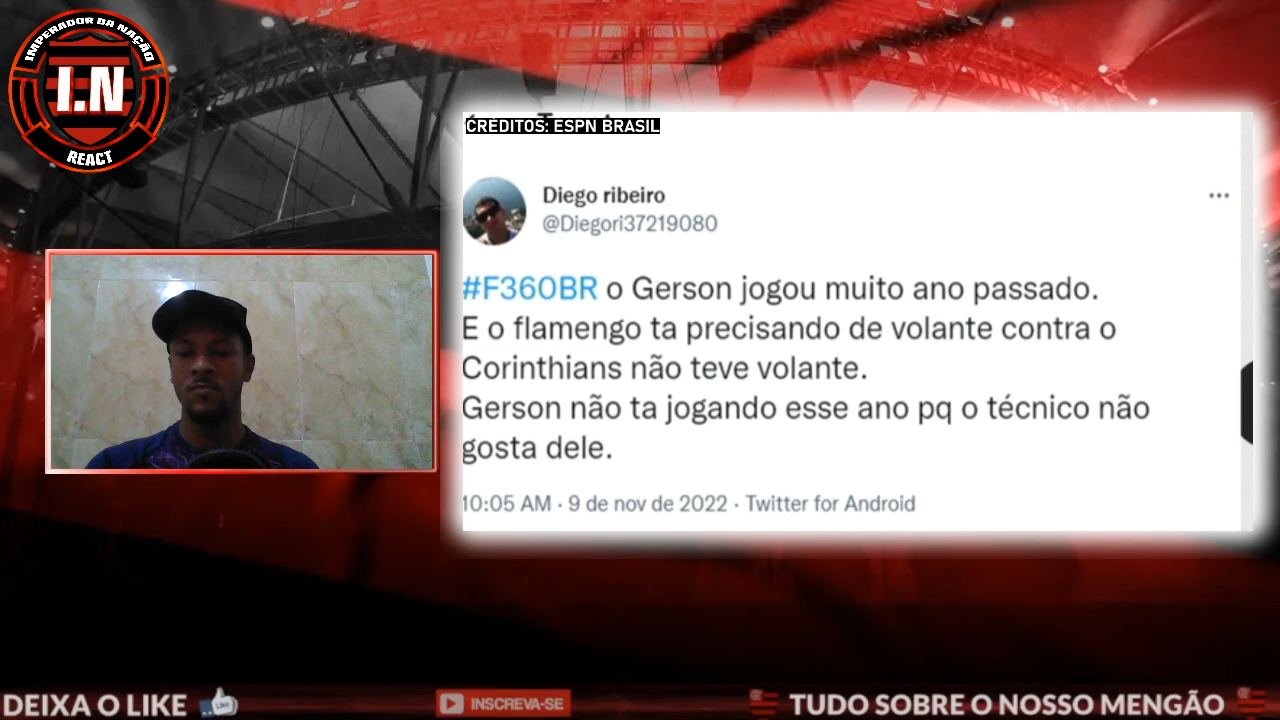 IMPERADOR DA NAÇÃO
I.N
REACT
CRÉDITOS: ESPN BRASIL
Diego ribeiro
@Diegori37219080
#F360BR o Gerson jogou muito ano passado.
E o flamengo ta precisando de volante contra o
Corinthians não teve volante.
Gerson não ta jogando esse ano pq o técnico não
gosta dele.
10:05 AM · 9 de nov de 2022 · Twitter for Android
DEIXA O LIKE
Like
INSCREVA-SE
TUDO SOBRE O NOSSO MENGÃO